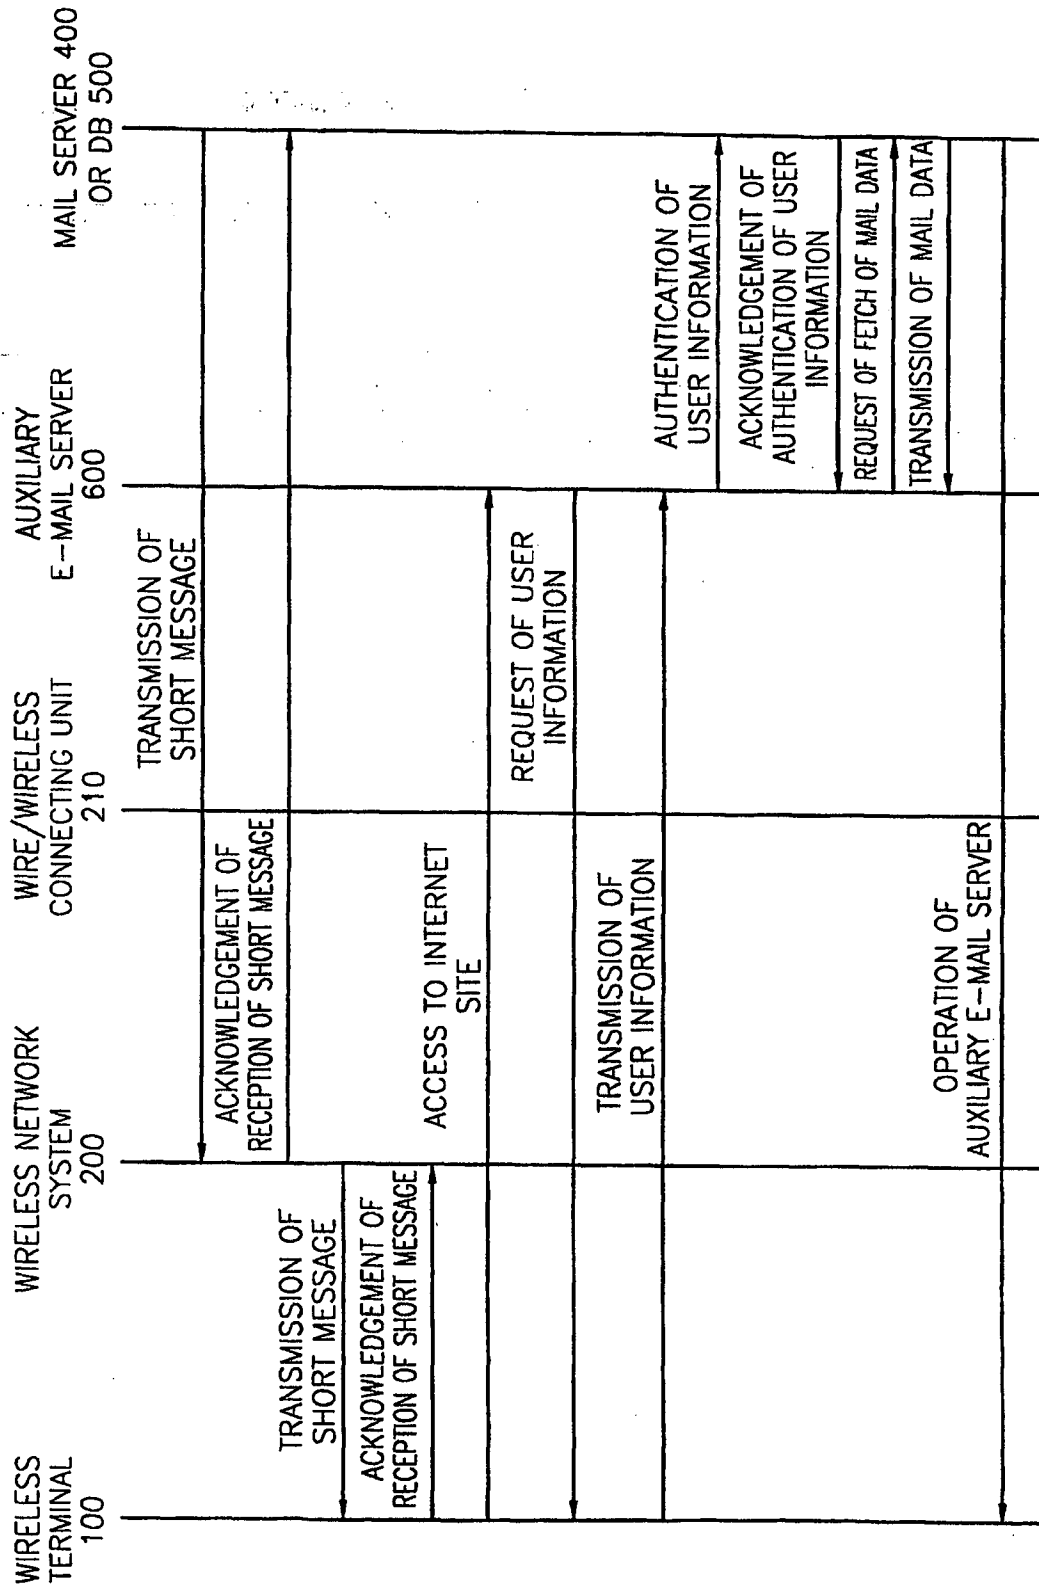 WIRELESS
TERMINAL
100
WIRELESS NETWORK
SYSTEM
200
WIRE/WIRELESS
CONNECTING UNIT
210
AUXILIARY
E-MAIL SERVER
600
MAIL SERVER 400
OR DB 500
TRANSMISSION OF
SHORT MESSAGE
ACKNOWLEDGEMENT OF
RECEPTION OF SHORT MESSAGE
TRANSMISSION OF
SHORT MESSAGE
ACKNOWLEDGEMENT OF
RECEPTION OF SHORT MESSAGE
ACCESS TO INTERNET
SITE
REQUEST OF USER
INFORMATION
TRANSMISSION OF
USER INFORMATION
AUTHENTICATION OF
USER INFORMATION
ACKNOWLEDGEMENT OF
AUTHENTICATION OF USER
INFORMATION
REQUEST OF FETCH OF MAIL DATA
TRANSMISSION OF MAIL DATA
OPERATION OF
AUXILIARY E-MAIL SERVER